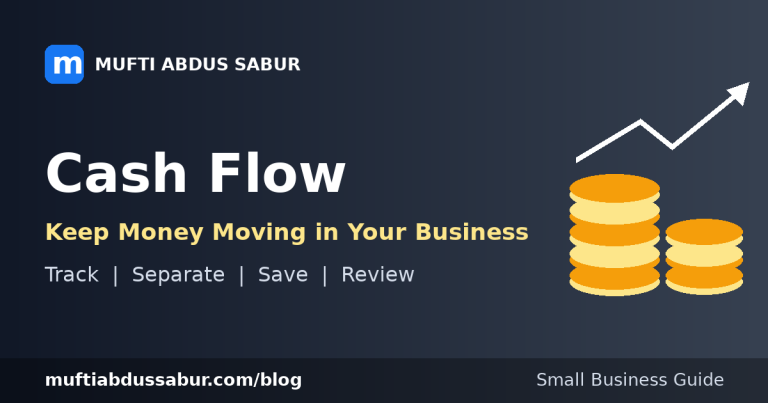 m MUFTI ABDUS SABUR
Cash Flow
Keep Money Moving in Your Business
Track | Separate | Save | Review
muftiabdussabur.com/blog
Small Business Guide